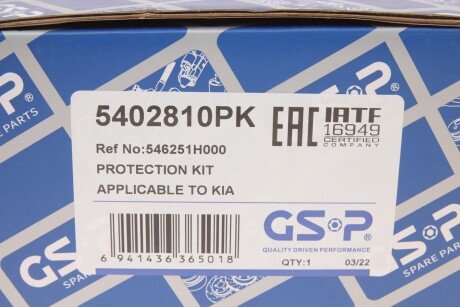 5402810PK
EAC IATF
16949
CERTIFIED
COMPANY
Ref No:546251H000
PROTECTION KIT
APPLICABLE TO KIA
GSP
QUALITY DRIVEN PERFORMANCE
6 941436 365018
QTY:1 03/22
GSP
SPARE PARTS
SPARE PARTS